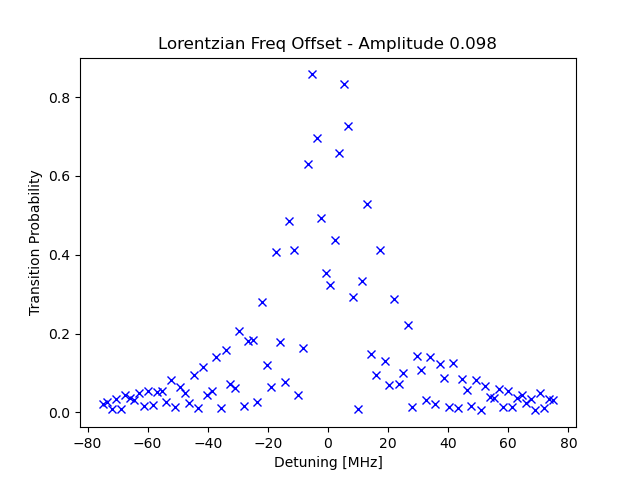 Lorentzian Freq Offset - Amplitude 0.098
Transition Probability
0.8
0.6
0.4
0.2
0.0
−80 −60 −40 −20 0 20 40 60 80
Detuning [MHz]